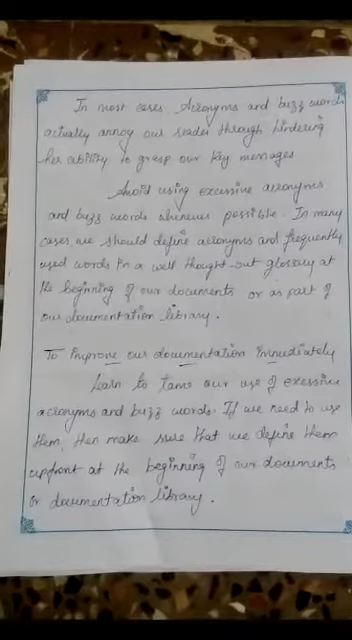 In most cases Acronyms and buzz words
actually annoy our reader through hindering
her ability to grasp our key messages
Avoid using excessive acronyms
and buzz words whenever possible. In many
cases we should define acronyms and frequently
used words in a well thought-out glossary at
the beginning of our documents or as part of
our documentation library.
To Improve our documentation Immediately
Learn to tame our use of excessive
acronyms and buzz words. If we need to use
them, then make sure that we define them
upfront at the beginning of our documents
or documentation library.